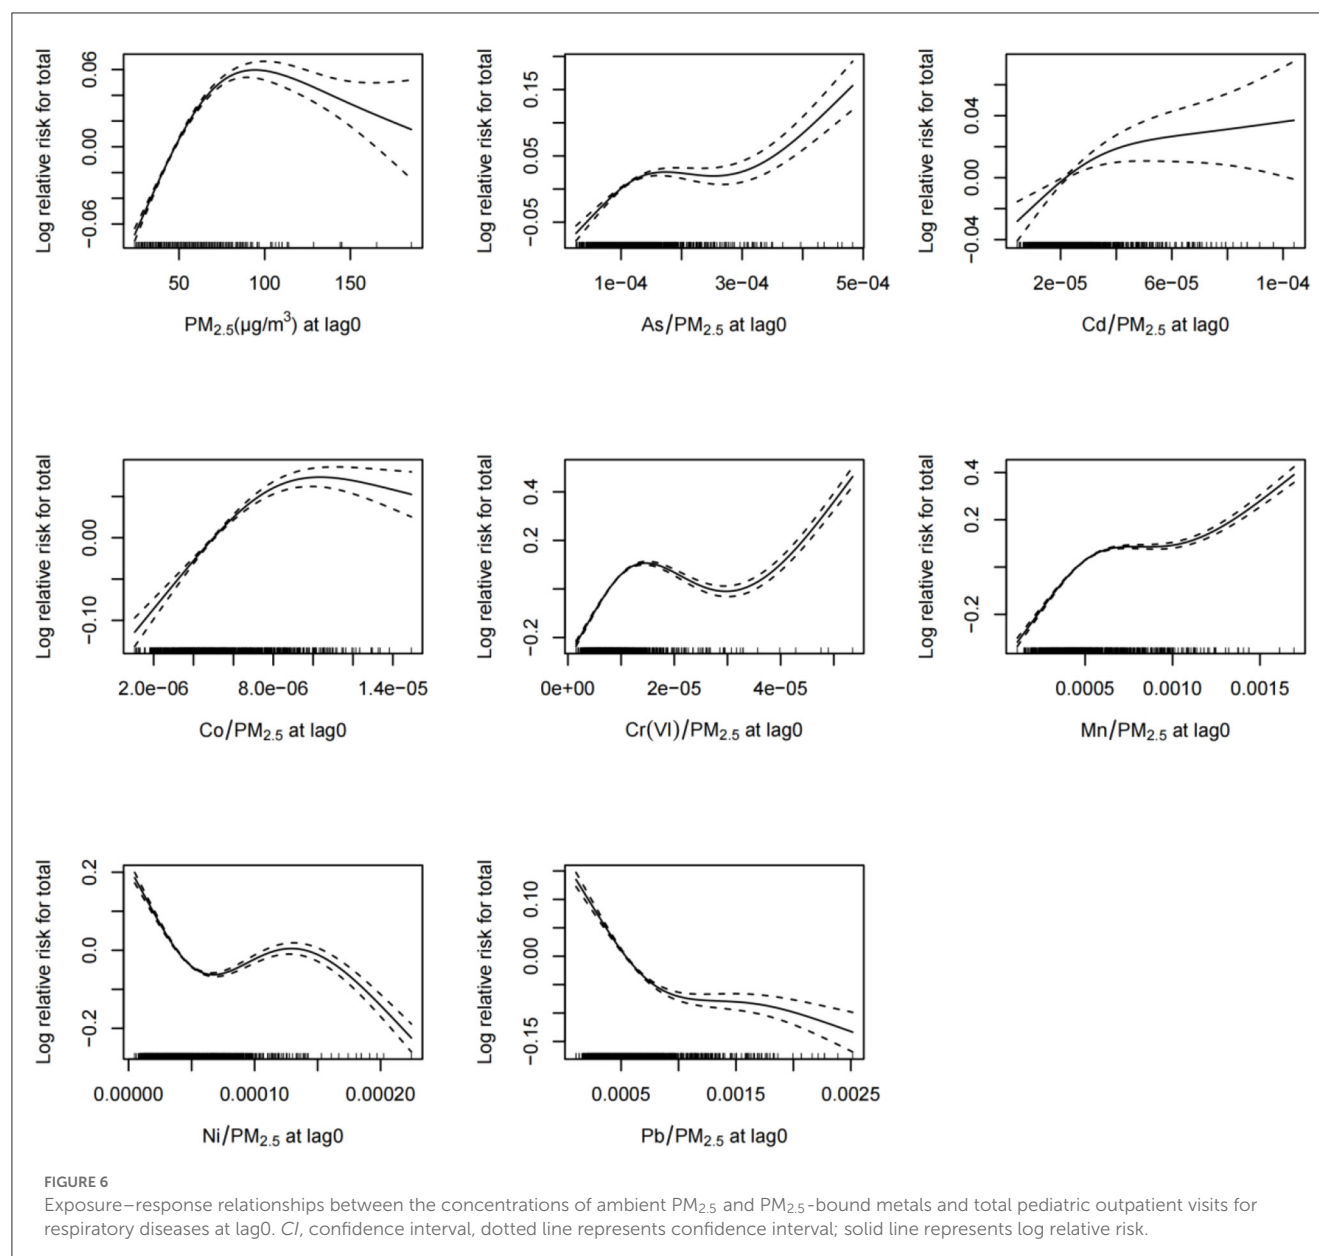 Log relative risk for total
0.06
0.00
−0.06
50 100 150
PM2.5(μg/m3) at lag0
Log relative risk for total
0.15
0.05
−0.05
1e−04 3e−04 5e−04
As/PM2.5 at lag0
Log relative risk for total
0.04
0.00
−0.04
2e−05 6e−05 1e−04
Cd/PM2.5 at lag0
Log relative risk for total
0.00
−0.10
2.0e−06 8.0e−06 1.4e−05
Co/PM2.5 at lag0
Log relative risk for total
0.4
0.2
−0.2
0e+00 2e−05 4e−05
Cr(VI)/PM2.5 at lag0
Log relative risk for total
0.4
0.2
−0.2
0.0005 0.0010 0.0015
Mn/PM2.5 at lag0
Log relative risk for total
0.2
0.0
−0.2
0.00000 0.00010 0.00020
Ni/PM2.5 at lag0
Log relative risk for total
0.10
0.00
−0.15
0.0005 0.0015 0.0025
Pb/PM2.5 at lag0
FIGURE 6
Exposure–response relationships between the concentrations of ambient PM2.5 and PM2.5-bound metals and total pediatric outpatient visits for
respiratory diseases at lag0. CI, confidence interval, dotted line represents confidence interval; solid line represents log relative risk.